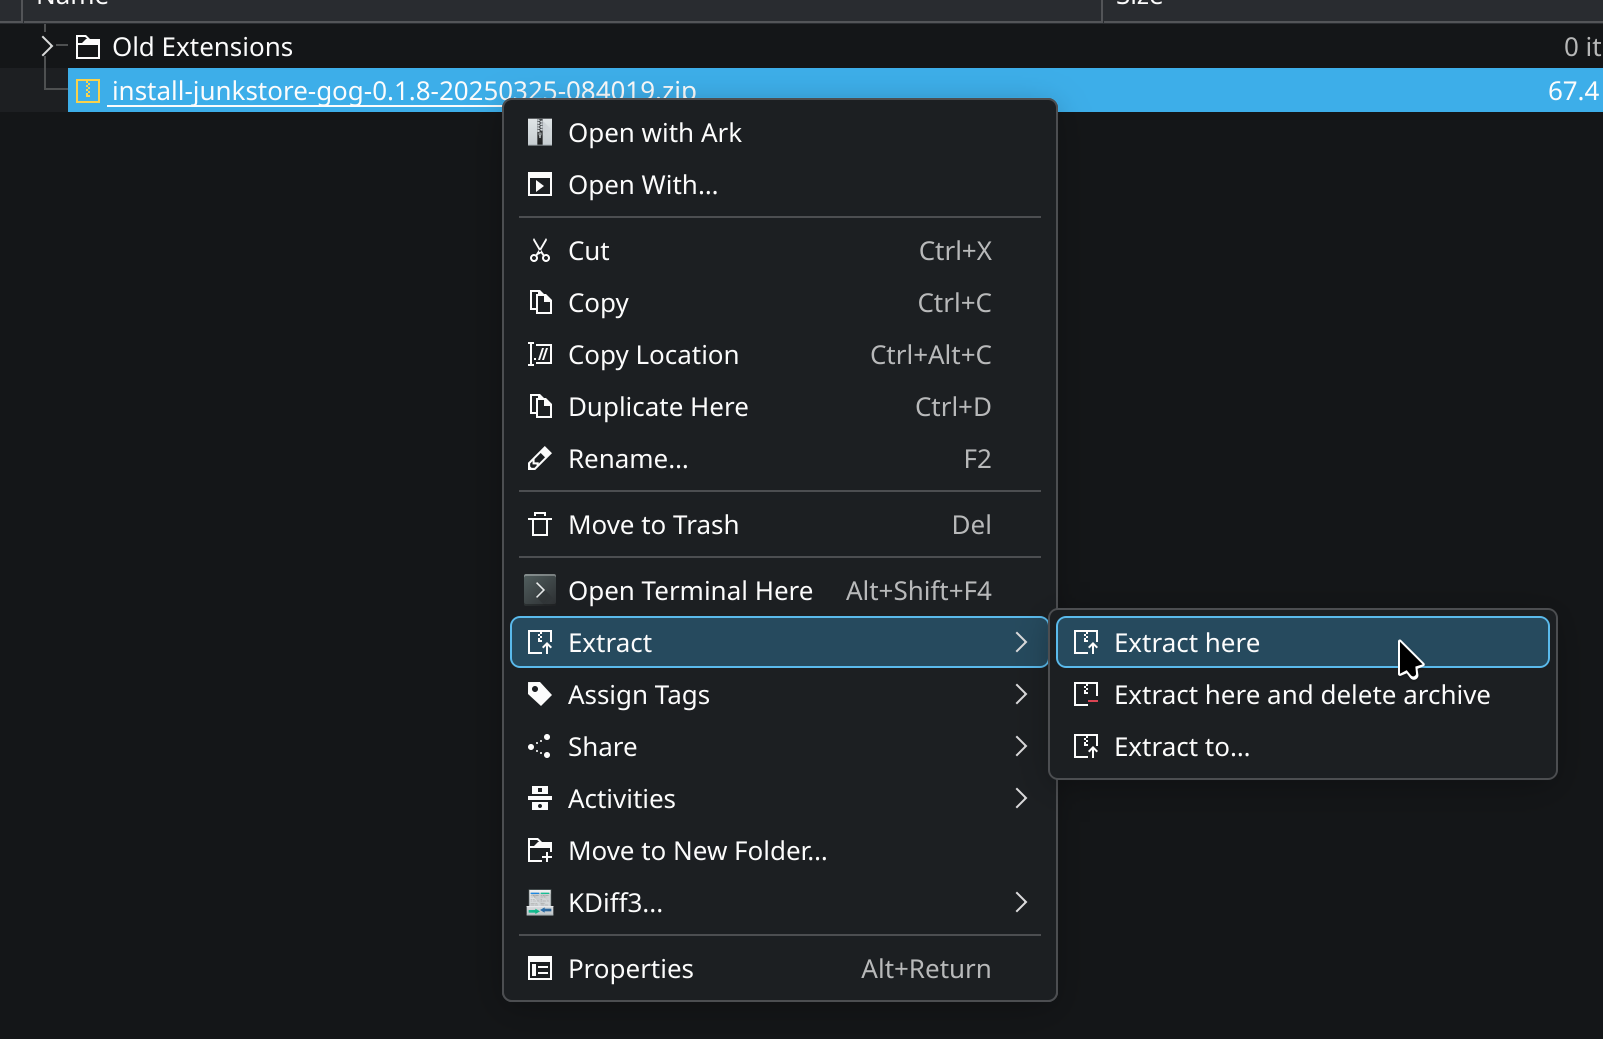 Name Size
Old Extensions 0 it
install-junkstore-gog-0.1.8-20250325-084019.zip 67.4
Open with Ark
Open With...
Cut Ctrl+X
Copy Ctrl+C
Copy Location Ctrl+Alt+C
Duplicate Here Ctrl+D
Rename... F2
Move to Trash Del
Open Terminal Here Alt+Shift+F4
Extract
Extract here
Assign Tags
Extract here and delete archive
Share
Extract to...
Activities
Move to New Folder...
KDiff3...
Properties Alt+Return